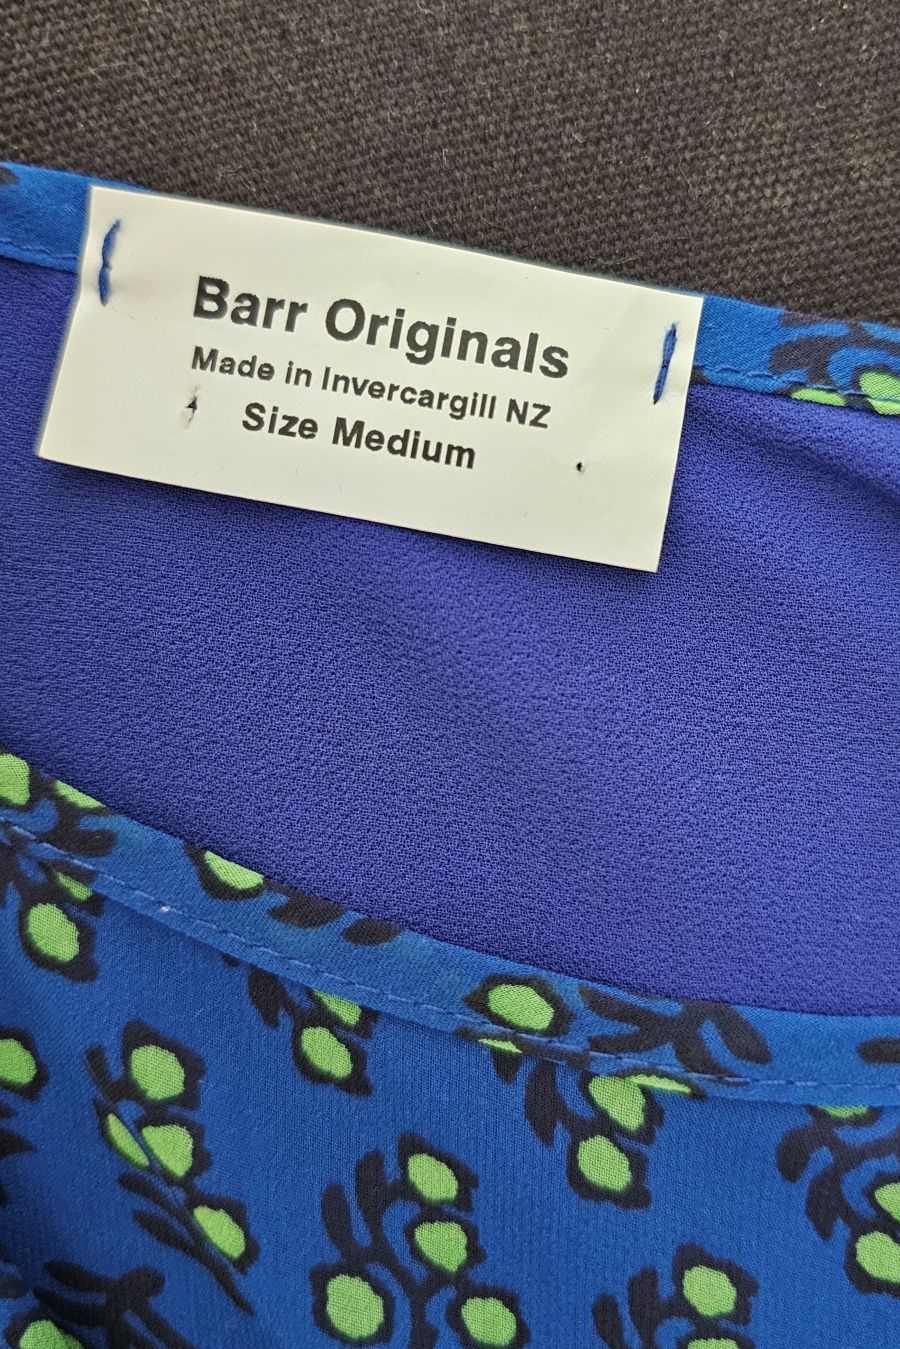 Barr Originals
Made in Invercargill NZ
Size Medium